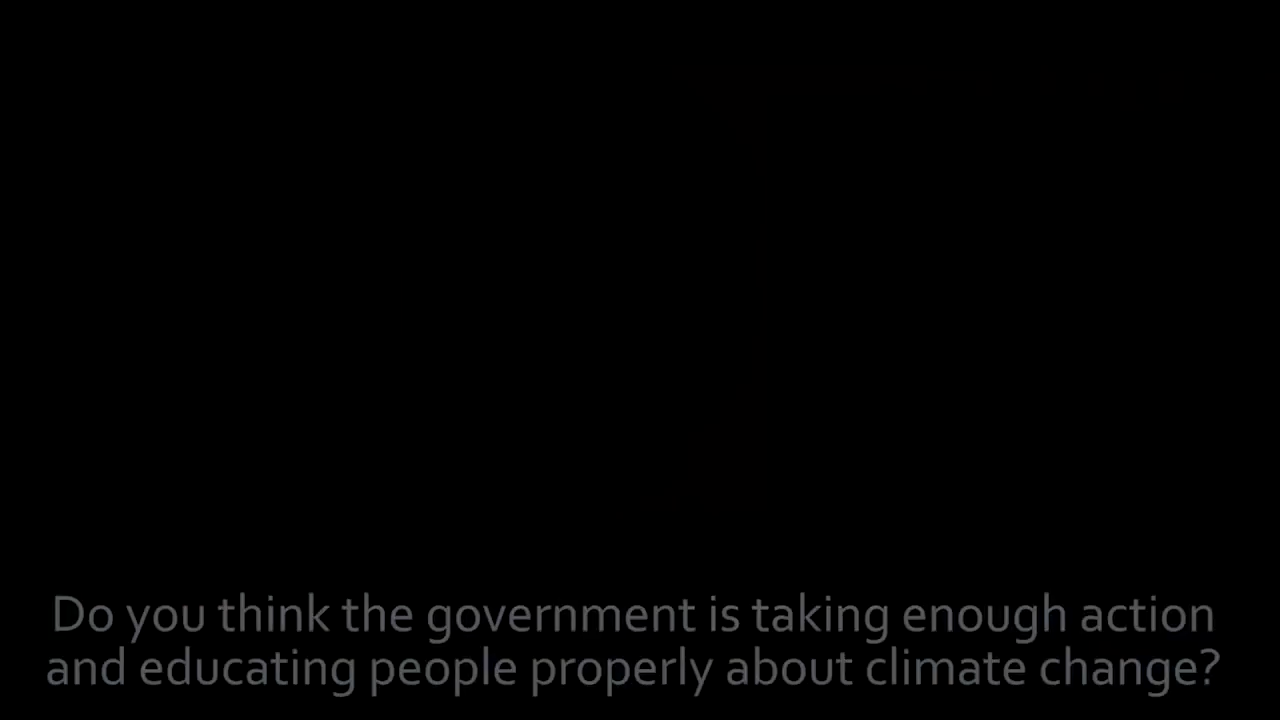 Do you think the government is taking enough action
and educating people properly about climate change?